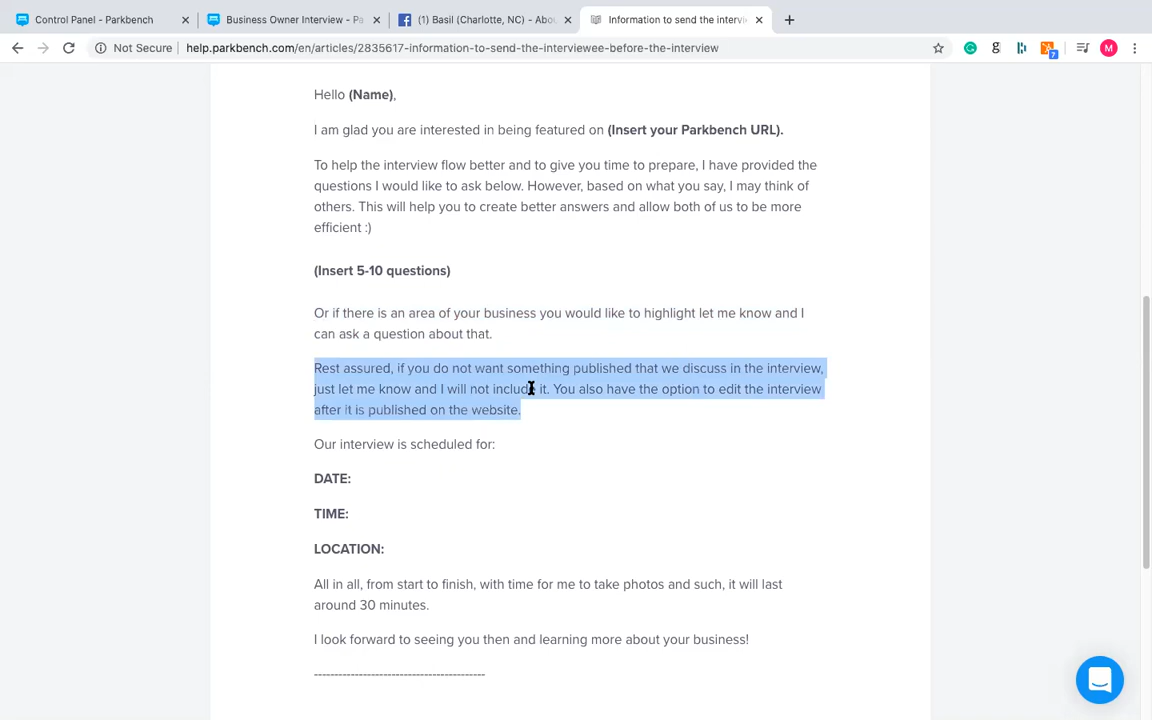 Control Panel - Parkbench
Business Owner Interview - Pa
(1) Basil (Charlotte, NC) - Abou
Information to send the intervi
Not Secure
help.parkbench.com/en/articles/2835617-information-to-send-the-interviewee-before-the-interview
g
7
M
Hello (Name),
I am glad you are interested in being featured on (Insert your Parkbench URL).
To help the interview flow better and to give you time to prepare, I have provided the
questions I would like to ask below. However, based on what you say, I may think of
others. This will help you to create better answers and allow both of us to be more
efficient :)
(Insert 5-10 questions)
Or if there is an area of your business you would like to highlight let me know and I
can ask a question about that.
Rest assured, if you do not want something published that we discuss in the interview,
just let me know and I will not include it. You also have the option to edit the interview
after it is published on the website.
Our interview is scheduled for:
DATE:
TIME:
LOCATION:
All in all, from start to finish, with time for me to take photos and such, it will last
around 30 minutes.
I look forward to seeing you then and learning more about your business!
------------------------------------------